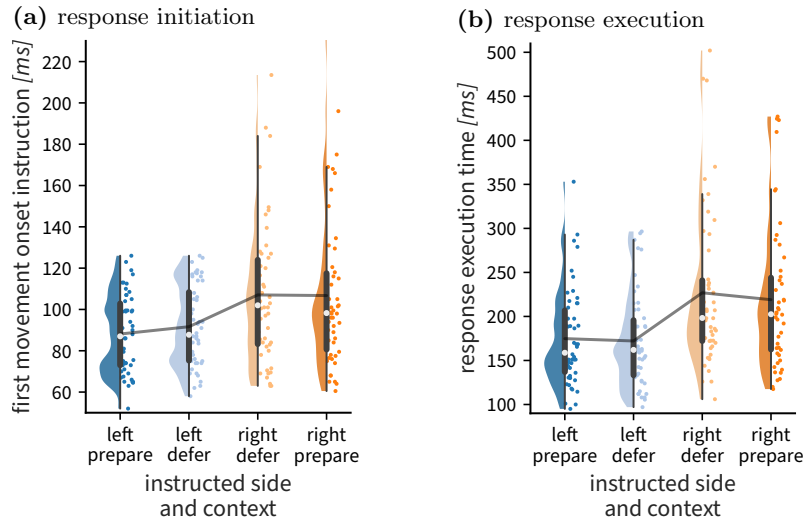 (a) response initiation
first movement onset instruction [ms]
220
200
180
160
140
120
100
80
60
left
prepare
left
defer
right
defer
right
prepare
instructed side
and context
(b) response execution
response execution time [ms]
500
450
400
350
300
250
200
150
100
left
prepare
left
defer
right
defer
right
prepare
instructed side
and context